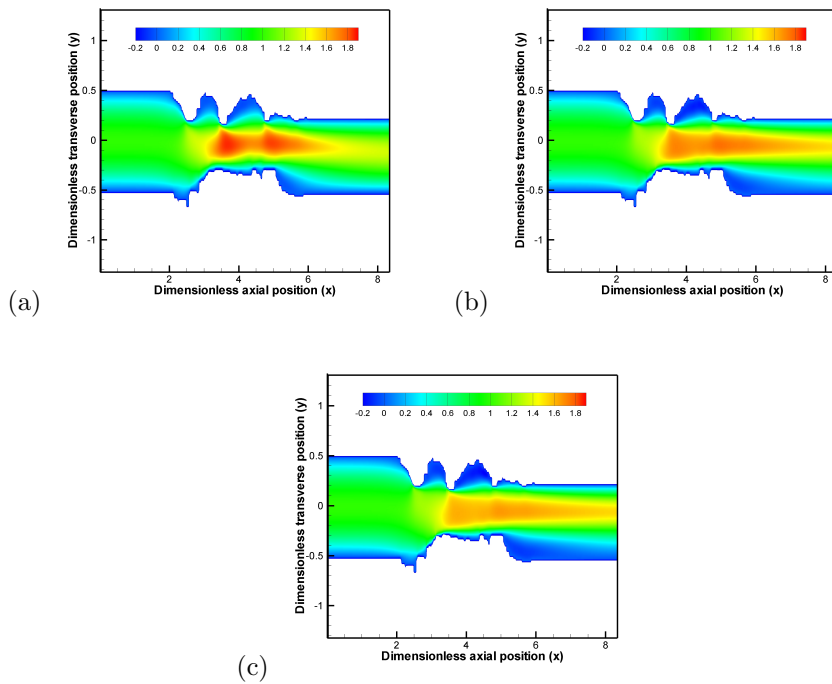 -0.2 0 0.2 0.4 0.6 0.8 1 1.2 1.4 1.6 1.8
Dimensionless transverse position (y)
1
0.5
0
-0.5
-1
2 4 6 8
Dimensionless axial position (x)
(a)
-0.2 0 0.2 0.4 0.6 0.8 1 1.2 1.4 1.6 1.8
Dimensionless transverse position (y)
1
0.5
0
-0.5
-1
2 4 6 8
Dimensionless axial position (x)
(b)
-0.2 0 0.2 0.4 0.6 0.8 1 1.2 1.4 1.6 1.8
Dimensionless transverse position (y)
1
0.5
0
-0.5
-1
2 4 6 8
Dimensionless axial position (x)
(c)